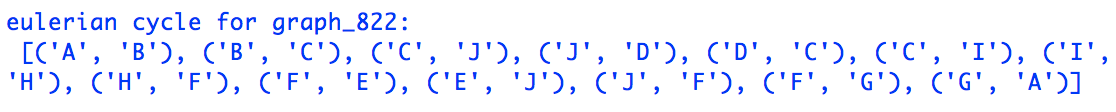 eulerian cycle for graph_822:
 [('A', 'B'), ('B', 'C'), ('C', 'J'), ('J', 'D'), ('D', 'C'), ('C', 'I'), ('I',
'H'), ('H', 'F'), ('F', 'E'), ('E', 'J'), ('J', 'F'), ('F', 'G'), ('G', 'A')]